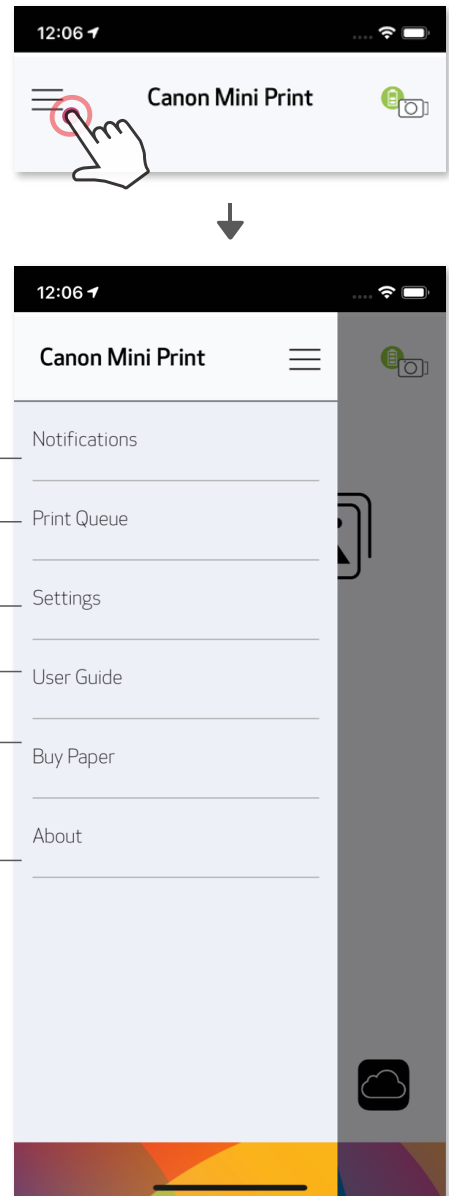 12:06
Canon Mini Print
12:06
Canon Mini Print
Notifications
Print Queue
Settings
User Guide
Buy Paper
About